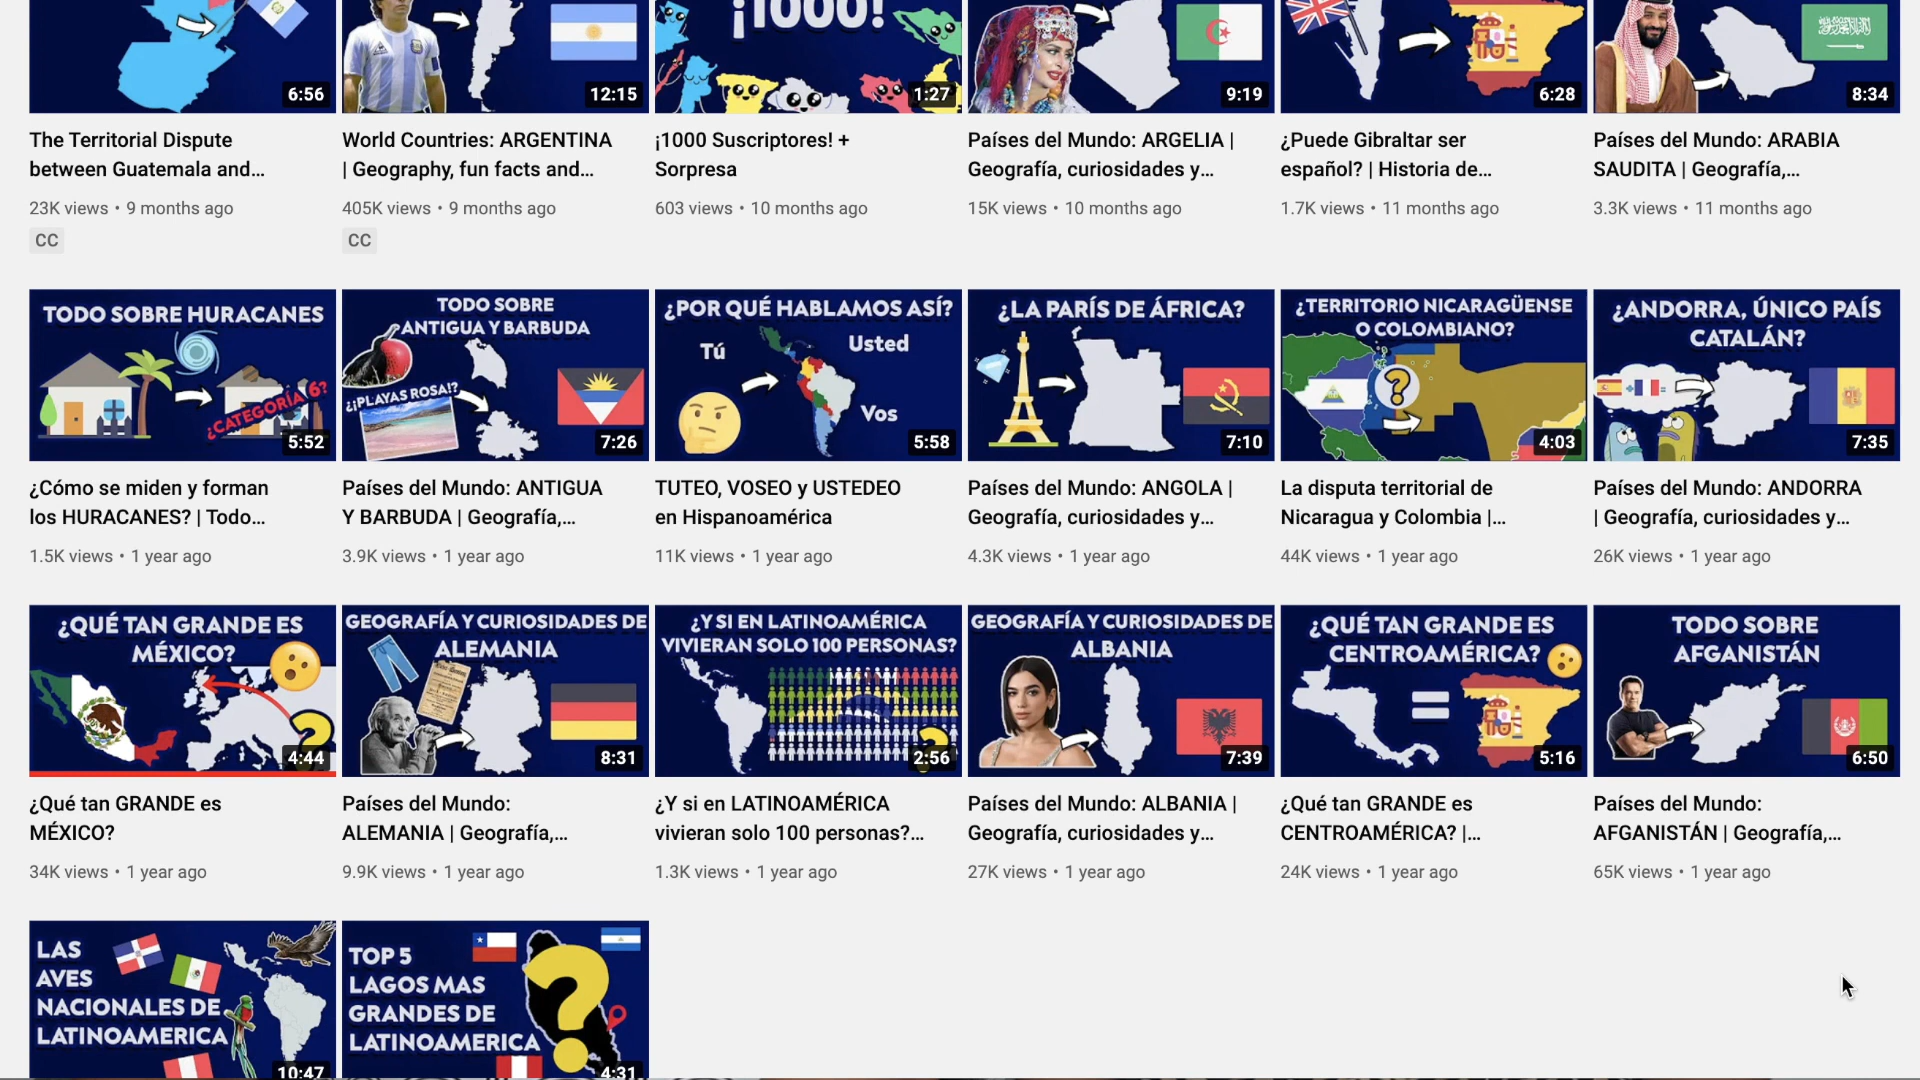 ¡1000!
6:56
12:15
1:27
9:19
6:28
8:34
The Territorial Dispute
between Guatemala and...
23K views • 9 months ago
CC
World Countries: ARGENTINA
| Geography, fun facts and...
405K views • 9 months ago
CC
¡1000 Suscriptores! +
Sorpresa
603 views • 10 months ago
Países del Mundo: ARGELIA |
Geografía, curiosidades y...
15K views • 10 months ago
¿Puede Gibraltar ser
español? | Historia de...
1.7K views • 11 months ago
Países del Mundo: ARABIA
SAUDITA | Geografía,...
3.3K views • 11 months ago
TODO SOBRE HURACANES
¿CATEGORÍA 6?
5:52
¿Cómo se miden y forman
los HURACANES? | Todo...
1.5K views • 1 year ago
TODO SOBRE
ANTIGUA Y BARBUDA
¿¡PLAYAS ROSA!?
7:26
Países del Mundo: ANTIGUA
Y BARBUDA | Geografía,...
3.9K views • 1 year ago
¿POR QUÉ HABLAMOS ASÍ?
Tú
Usted
Vos
5:58
TUTEO, VOSEO y USTEDEO
en Hispanoamérica
11K views • 1 year ago
¿LA PARÍS DE ÁFRICA?
7:10
Países del Mundo: ANGOLA |
Geografía, curiosidades y...
4.3K views • 1 year ago
¿TERRITORIO NICARAGÜENSE
O COLOMBIANO?
?
4:03
La disputa territorial de
Nicaragua y Colombia |...
44K views • 1 year ago
¿ANDORRA, ÚNICO PAÍS
CATALÁN?
+
=
7:35
Países del Mundo: ANDORRA
| Geografía, curiosidades y...
26K views • 1 year ago
¿QUÉ TAN GRANDE ES
MÉXICO?
?
4:44
¿Qué tan GRANDE es
MÉXICO?
34K views • 1 year ago
GEOGRAFÍA Y CURIOSIDADES DE
ALEMANIA
8:31
Países del Mundo:
ALEMANIA | Geografía,...
9.9K views • 1 year ago
¿Y SI EN LATINOAMÉRICA
VIVIERAN SOLO 100 PERSONAS?
?
2:56
¿Y si en LATINOAMÉRICA
vivieran solo 100 personas?...
1.3K views • 1 year ago
GEOGRAFÍA Y CURIOSIDADES DE
ALBANIA
7:39
Países del Mundo: ALBANIA |
Geografía, curiosidades y...
27K views • 1 year ago
¿QUÉ TAN GRANDE ES
CENTROAMÉRICA?
=
5:16
¿Qué tan GRANDE es
CENTROAMÉRICA? |...
24K views • 1 year ago
TODO SOBRE
AFGANISTÁN
6:50
Países del Mundo:
AFGANISTÁN | Geografía,...
65K views • 1 year ago
LAS
AVES
NACIONALES DE
LATINOAMERICA
10:47
TOP 5
LAGOS MAS
GRANDES DE
LATINOAMERICA
?
4:31